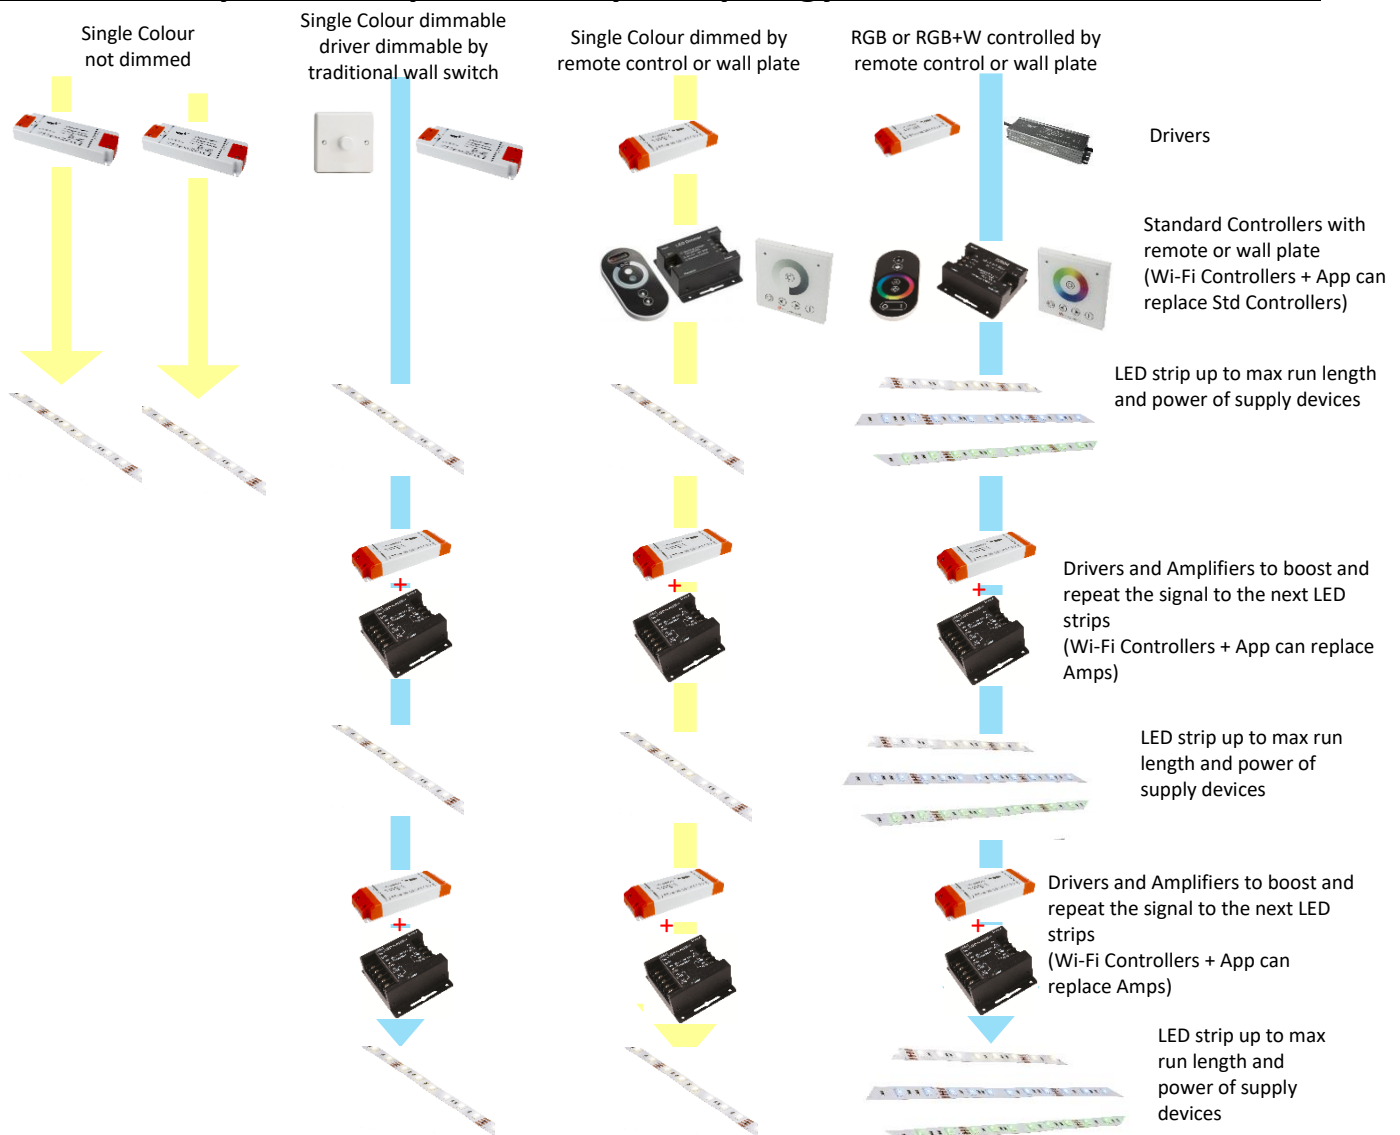 Single Colour
not dimmed
Single Colour dimmable
driver dimmable by
traditional wall switch
Single Colour dimmed by
remote control or wall plate
RGB or RGB+W controlled by
remote control or wall plate
Drivers
Standard Controllers with
remote or wall plate
(Wi-Fi Controllers + App can
replace Std Controllers)
LED strip up to max run length
and power of supply devices
+
+
+
Drivers and Amplifiers to boost and
repeat the signal to the next LED
strips
(Wi-Fi Controllers + App can replace
Amps)
LED strip up to max run
length and power of
supply devices
+
+
+
Drivers and Amplifiers to boost and
repeat the signal to the next LED
strips
(Wi-Fi Controllers + App can
replace Amps)
LED strip up to max
run length and
power of supply
devices